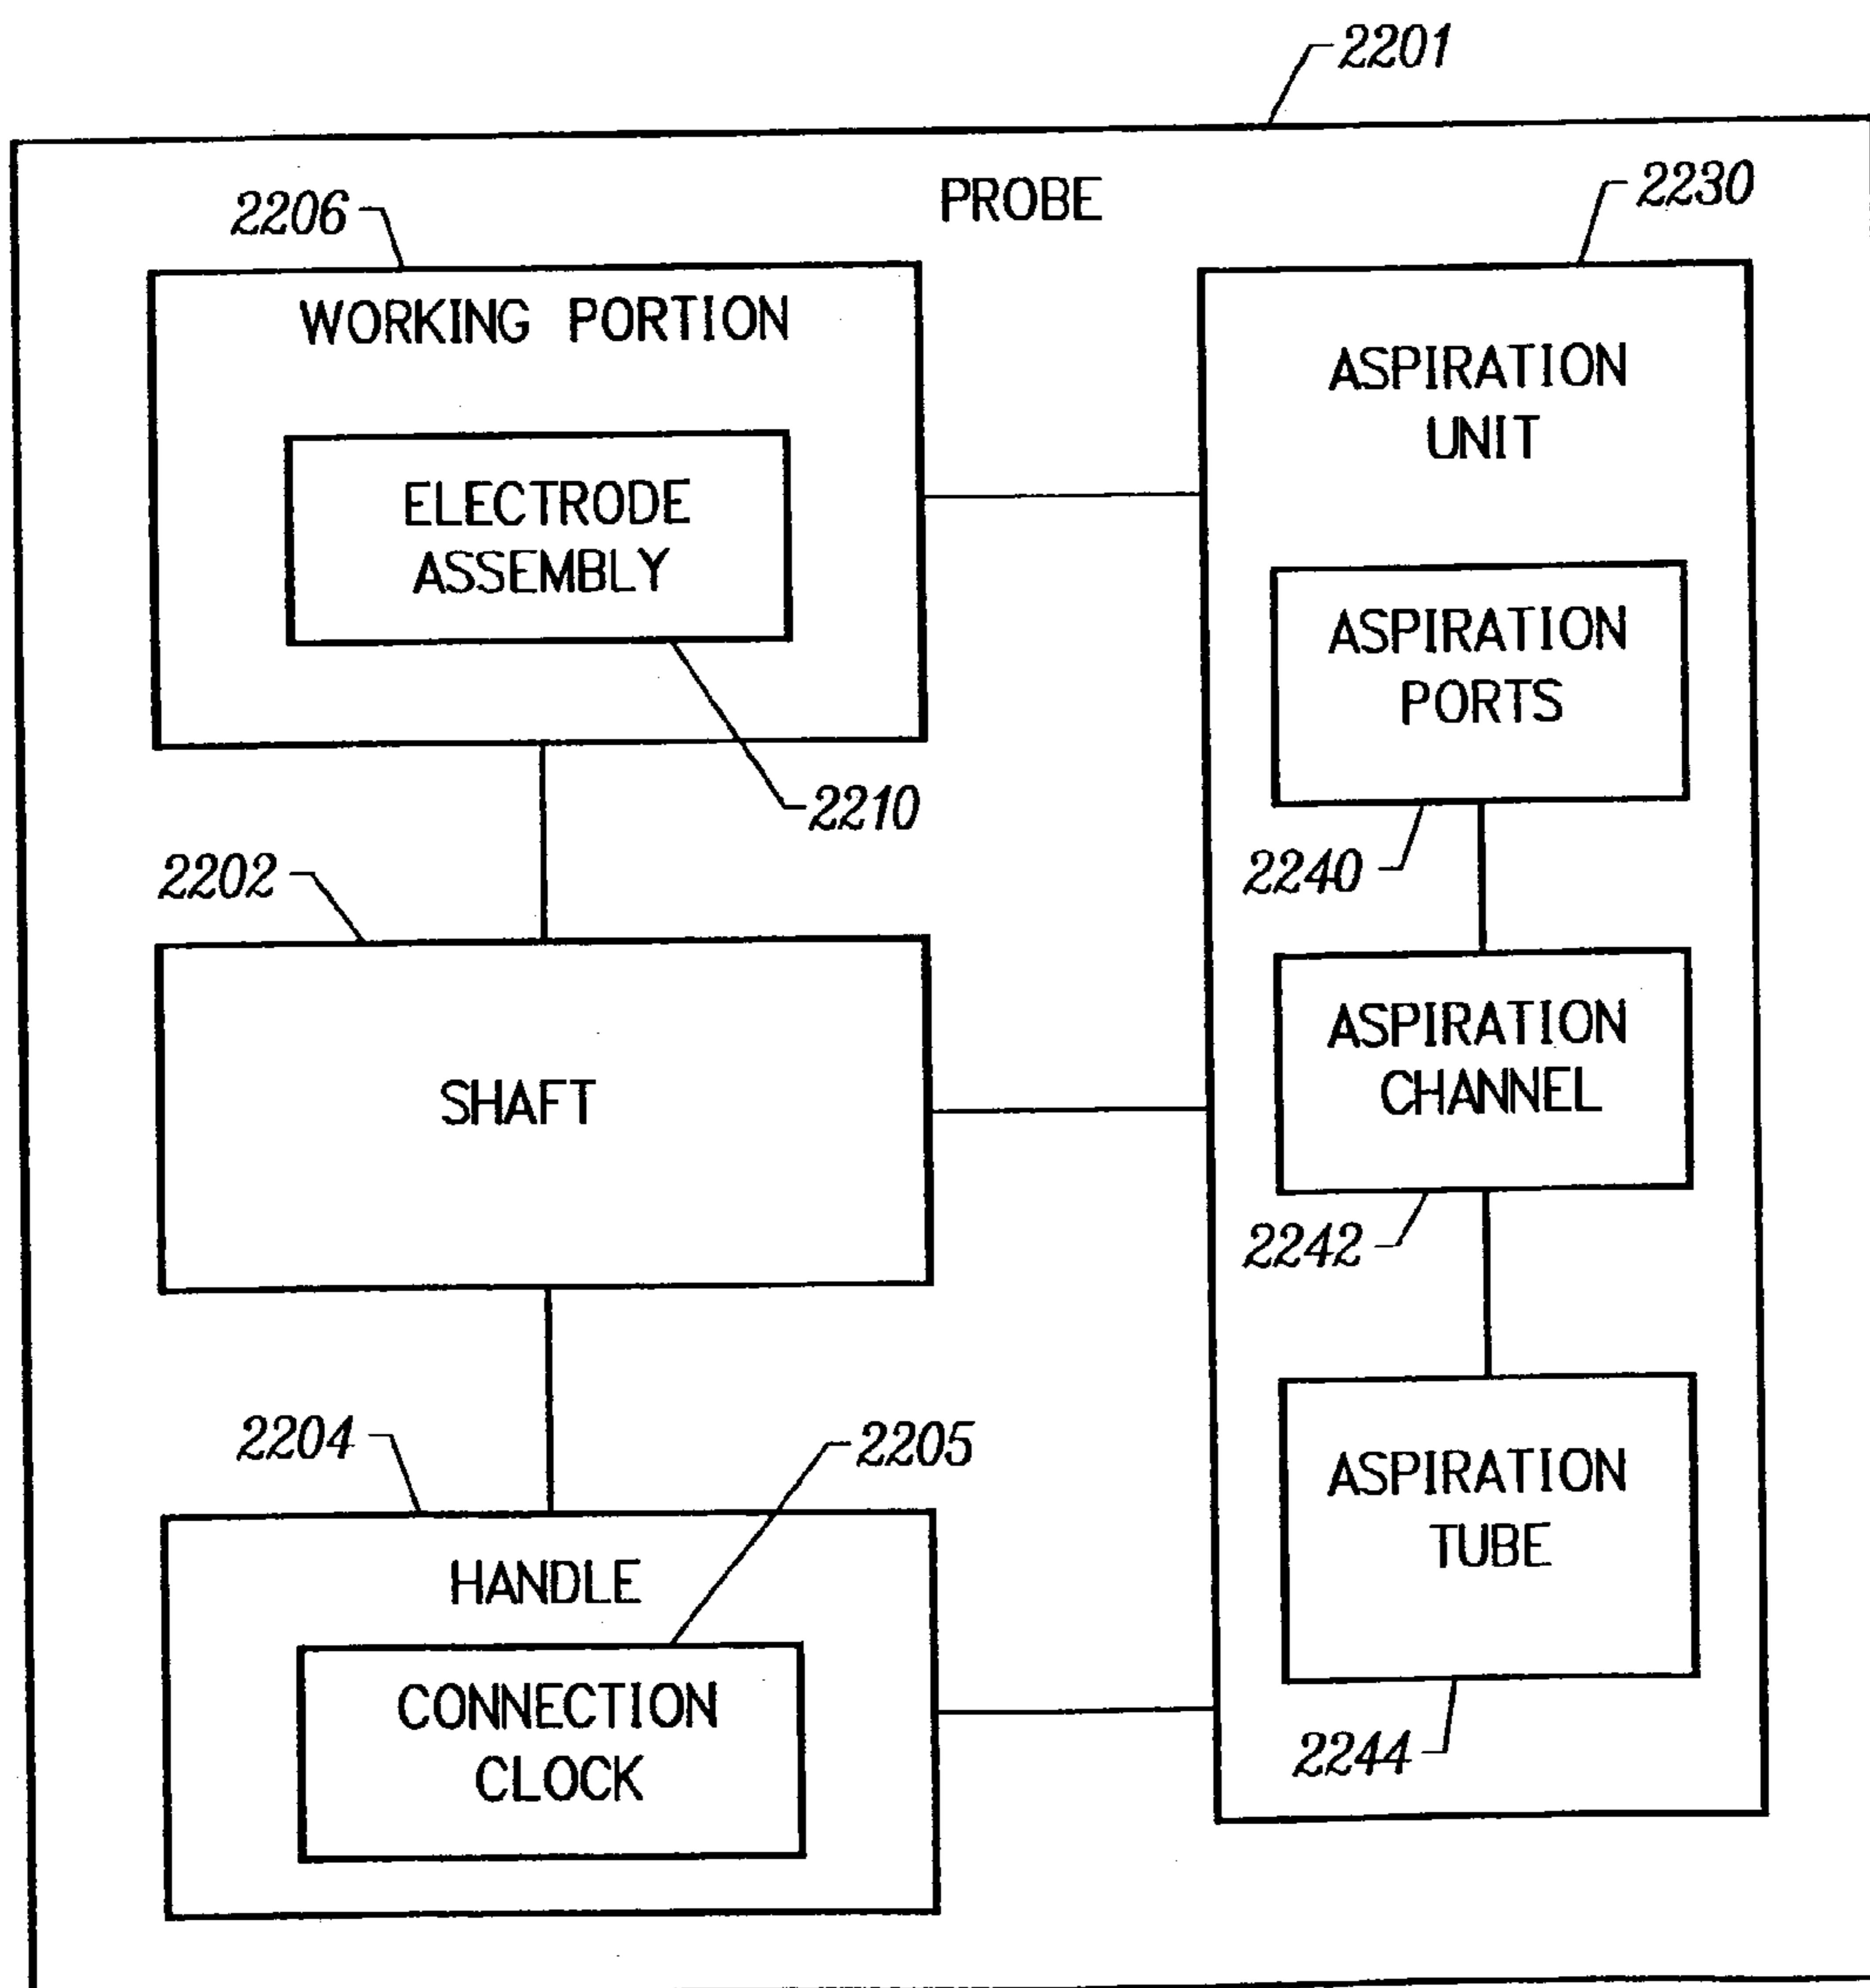 2201
PROBE
2206
WORKING PORTION
ELECTRODE
ASSEMBLY
2210
2202
SHAFT
2204
2205
HANDLE
CONNECTION
CLOCK
2230
ASPIRATION
UNIT
ASPIRATION
PORTS
2240
ASPIRATION
CHANNEL
2242
ASPIRATION
TUBE
2244